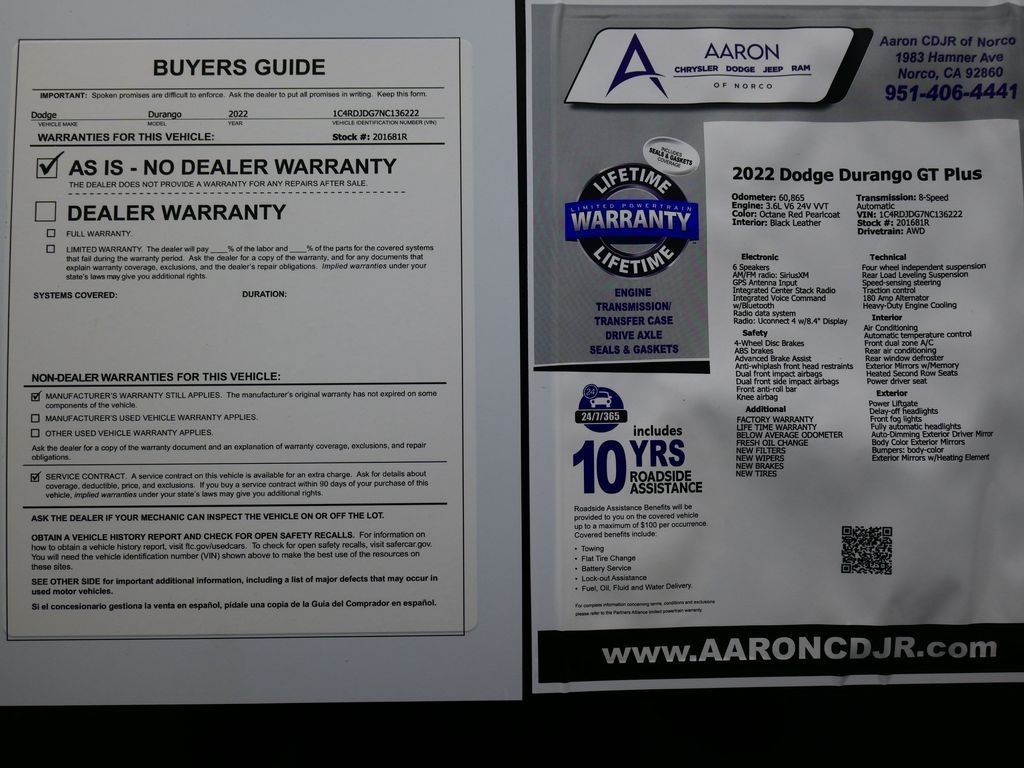 BUYERS GUIDE
IMPORTANT: Spoken promises are difficult to enforce. Ask the dealer to put all promises in writing. Keep this form.
Dodge Durango 2022 1C4RDJDG7NC136222
VEHICLE MAKE MODEL YEAR VEHICLE IDENTIFICATION NUMBER (VIN)
WARRANTIES FOR THIS VEHICLE: Stock #: 201681R
AS IS - NO DEALER WARRANTY
THE DEALER DOES NOT PROVIDE A WARRANTY FOR ANY REPAIRS AFTER SALE.
DEALER WARRANTY
FULL WARRANTY.
LIMITED WARRANTY. The dealer will pay ____% of the labor and ____% of the parts for the covered systems
that fail during the warranty period. Ask the dealer for a copy of the warranty, and for any documents that
explain warranty coverage, exclusions, and the dealer's repair obligations. Implied warranties under your
state's laws may give you additional rights.
SYSTEMS COVERED: DURATION:
NON-DEALER WARRANTIES FOR THIS VEHICLE:
MANUFACTURER'S WARRANTY STILL APPLIES. The manufacturer's original warranty has not expired on some
components of the vehicle.
MANUFACTURER'S USED VEHICLE WARRANTY APPLIES.
OTHER USED VEHICLE WARRANTY APPLIES.
Ask the dealer for a copy of the warranty document and an explanation of warranty coverage, exclusions, and repair
obligations.
SERVICE CONTRACT. A service contract on this vehicle is available for an extra charge. Ask for details about
coverage, deductible, price, and exclusions. If you buy a service contract within 90 days of your purchase of this
vehicle, implied warranties under your state's laws may give you additional rights.
ASK THE DEALER IF YOUR MECHANIC CAN INSPECT THE VEHICLE ON OR OFF THE LOT.
OBTAIN A VEHICLE HISTORY REPORT AND CHECK FOR OPEN SAFETY RECALLS. For information on
how to obtain a vehicle history report, visit ftc.gov/usedcars. To check for open safety recalls, visit safercar.gov.
You will need the vehicle identification number (VIN) shown above to make the best use of the resources on
these sites.
SEE OTHER SIDE for important additional information, including a list of major defects that may occur in
used motor vehicles.
Si el concesionario gestiona la venta en español, pídale una copia de la Guía del Comprador en español.
AARON
CHRYSLER DODGE JEEP RAM
OF NORCO
Aaron CDJR of Norco
1983 Hamner Ave
Norco, CA 92860
951-406-4441
INCLUDES
SEALS & GASKETS
COVERAGE
LIFETIME
LIMITED POWERTRAIN
WARRANTY
LIFETIME
ENGINE
TRANSMISSION/
TRANSFER CASE
DRIVE AXLE
SEALS & GASKETS
24
24/7/365
includes
10 YRS
ROADSIDE
ASSISTANCE
Roadside Assistance Benefits will be
provided to you on the covered vehicle
up to a maximum of $100 per occurrence.
Covered benefits include:
• Towing
• Flat Tire Change
• Battery Service
• Lock-out Assistance
• Fuel, Oil, Fluid and Water Delivery.
For complete information concerning terms, conditions and exclusions
please refer to the Partners Alliance limited powertrain warranty.
2022 Dodge Durango GT Plus
Odometer: 60,865
Engine: 3.6L V6 24V VVT
Color: Octane Red Pearlcoat
Interior: Black Leather
Transmission: 8-Speed
Automatic
VIN: 1C4RDJDG7NC136222
Stock #: 201681R
Drivetrain: AWD
Electronic
6 Speakers
AM/FM radio: SiriusXM
GPS Antenna Input
Integrated Center Stack Radio
Integrated Voice Command
w/Bluetooth
Radio data system
Radio: Uconnect 4 w/8.4" Display
Safety
4-Wheel Disc Brakes
ABS brakes
Advanced Brake Assist
Anti-whiplash front head restraints
Dual front impact airbags
Dual front side impact airbags
Front anti-roll bar
Knee airbag
Additional
FACTORY WARRANTY
LIFE TIME WARRANTY
BELOW AVERAGE ODOMETER
FRESH OIL CHANGE
NEW FILTERS
NEW WIPERS
NEW BRAKES
NEW TIRES
Technical
Four wheel independent suspension
Rear Load Leveling Suspension
Speed-sensing steering
Traction control
180 Amp Alternator
Heavy-Duty Engine Cooling
Interior
Air Conditioning
Automatic temperature control
Front dual zone A/C
Rear air conditioning
Rear window defroster
Exterior Mirrors w/Memory
Heated Second Row Seats
Power driver seat
Exterior
Power Liftgate
Delay-off headlights
Front fog lights
Fully automatic headlights
Auto-Dimming Exterior Driver Mirror
Body Color Exterior Mirrors
Bumpers: body-color
Exterior Mirrors w/Heating Element
www.AARONCDJR.com